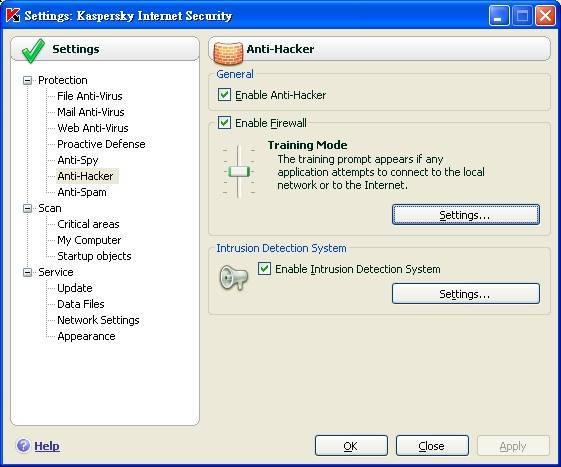 Settings: Kaspersky Internet Security
Settings
Protection
File Anti-Virus
Mail Anti-Virus
Web Anti-Virus
Proactive Defense
Anti-Spy
Anti-Hacker
Anti-Spam
Scan
Critical areas
My Computer
Startup objects
Service
Update
Data Files
Network Settings
Appearance
Anti-Hacker
General
Enable Anti-Hacker
Enable Firewall
Training Mode
The training prompt appears if any
application attempts to connect to the local
network or to the Internet.
Settings...
Intrusion Detection System
Enable Intrusion Detection System
Settings...
Help
OK
Close
Apply